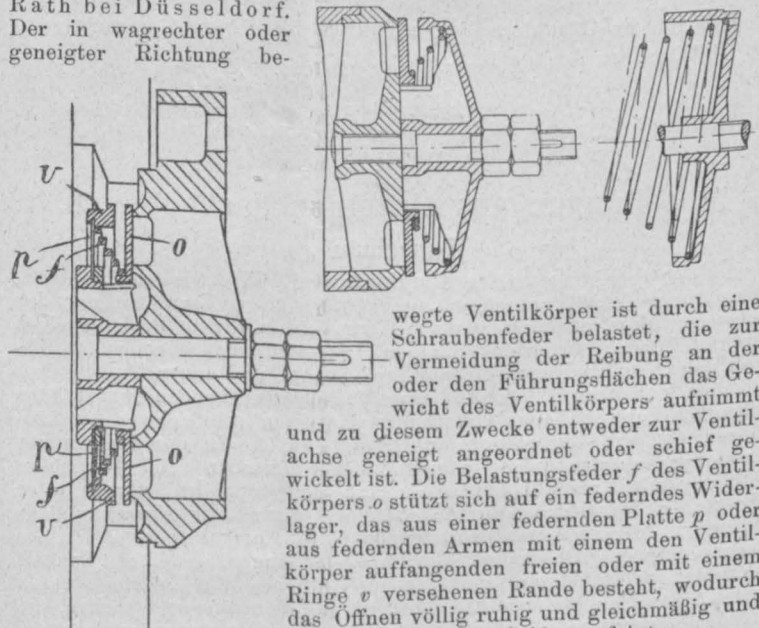 Rath bei Düsseldorf.
Der in wagrechter oder
geneigter Richtung be-
v
p
f
o
p
f
o
v
wegte Ventilkörper ist durch eine
Schraubenfeder belastet, die zur
Vermeidung der Reibung an der
oder den Führungsflächen das Ge-
wicht des Ventilkörpers aufnimmt
und zu diesem Zwecke entweder zur Ventil-
achse geneigt angeordnet oder schief ge-
wickelt ist. Die Belastungsfeder f des Ventil-
körpers o stützt sich auf ein federndes Wider-
lager, das aus einer federnden Platte p oder
aus federnden Armen mit einem den Ventil-
körper auffangenden freien oder mit einem
Ringe v versehenen Rande besteht, wodurch
das Öffnen völlig ruhig und gleichmäßig und